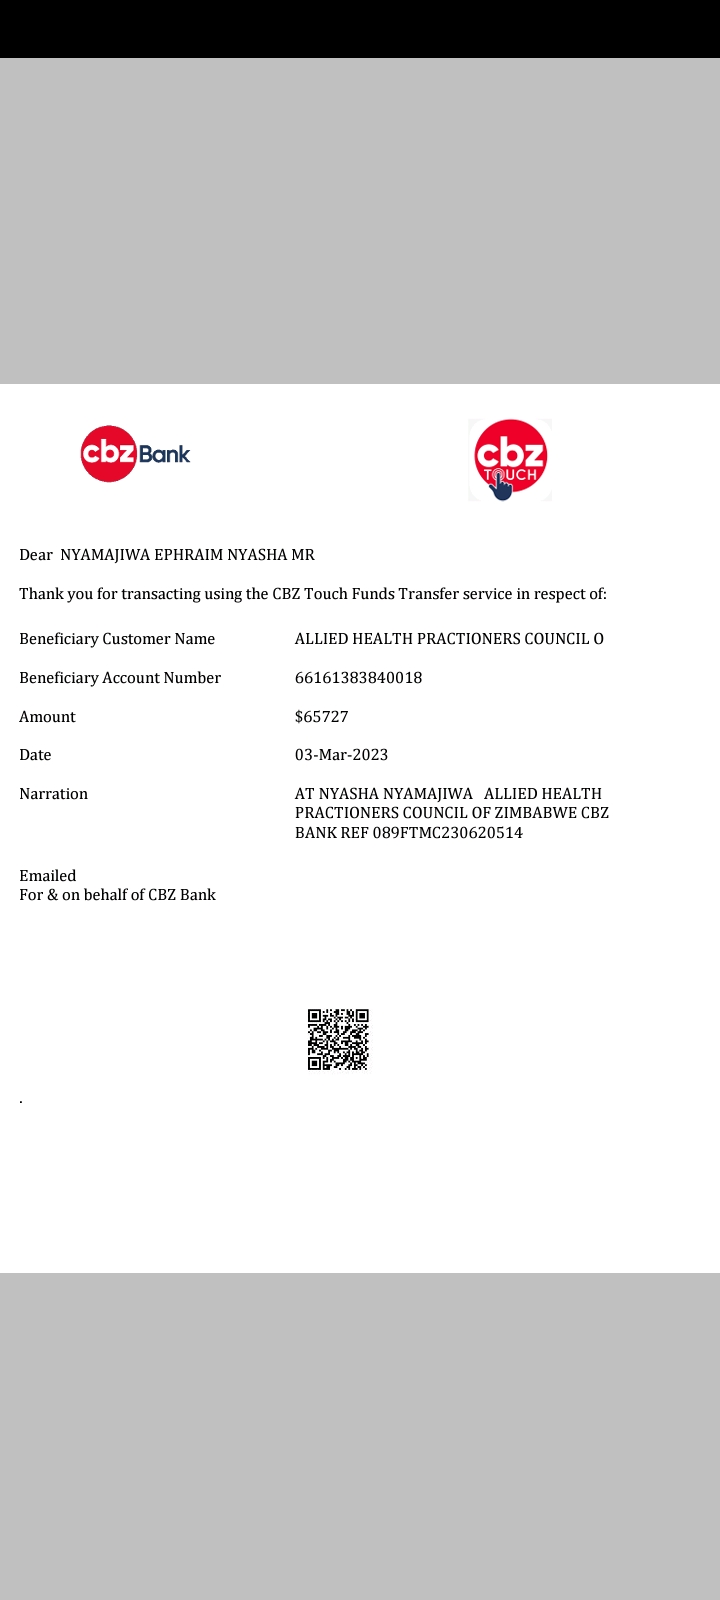 cbz Bank
cbz
TOUCH
Dear NYAMAJIWA EPHRAIM NYASHA MR
Thank you for transacting using the CBZ Touch Funds Transfer service in respect of:
Beneficiary Customer Name ALLIED HEALTH PRACTIONERS COUNCIL O
Beneficiary Account Number 66161383840018
Amount $65727
Date 03-Mar-2023
Narration AT NYASHA NYAMAJIWA ALLIED HEALTH
PRACTIONERS COUNCIL OF ZIMBABWE CBZ
BANK REF 089FTMC230620514
Emailed
For & on behalf of CBZ Bank
.